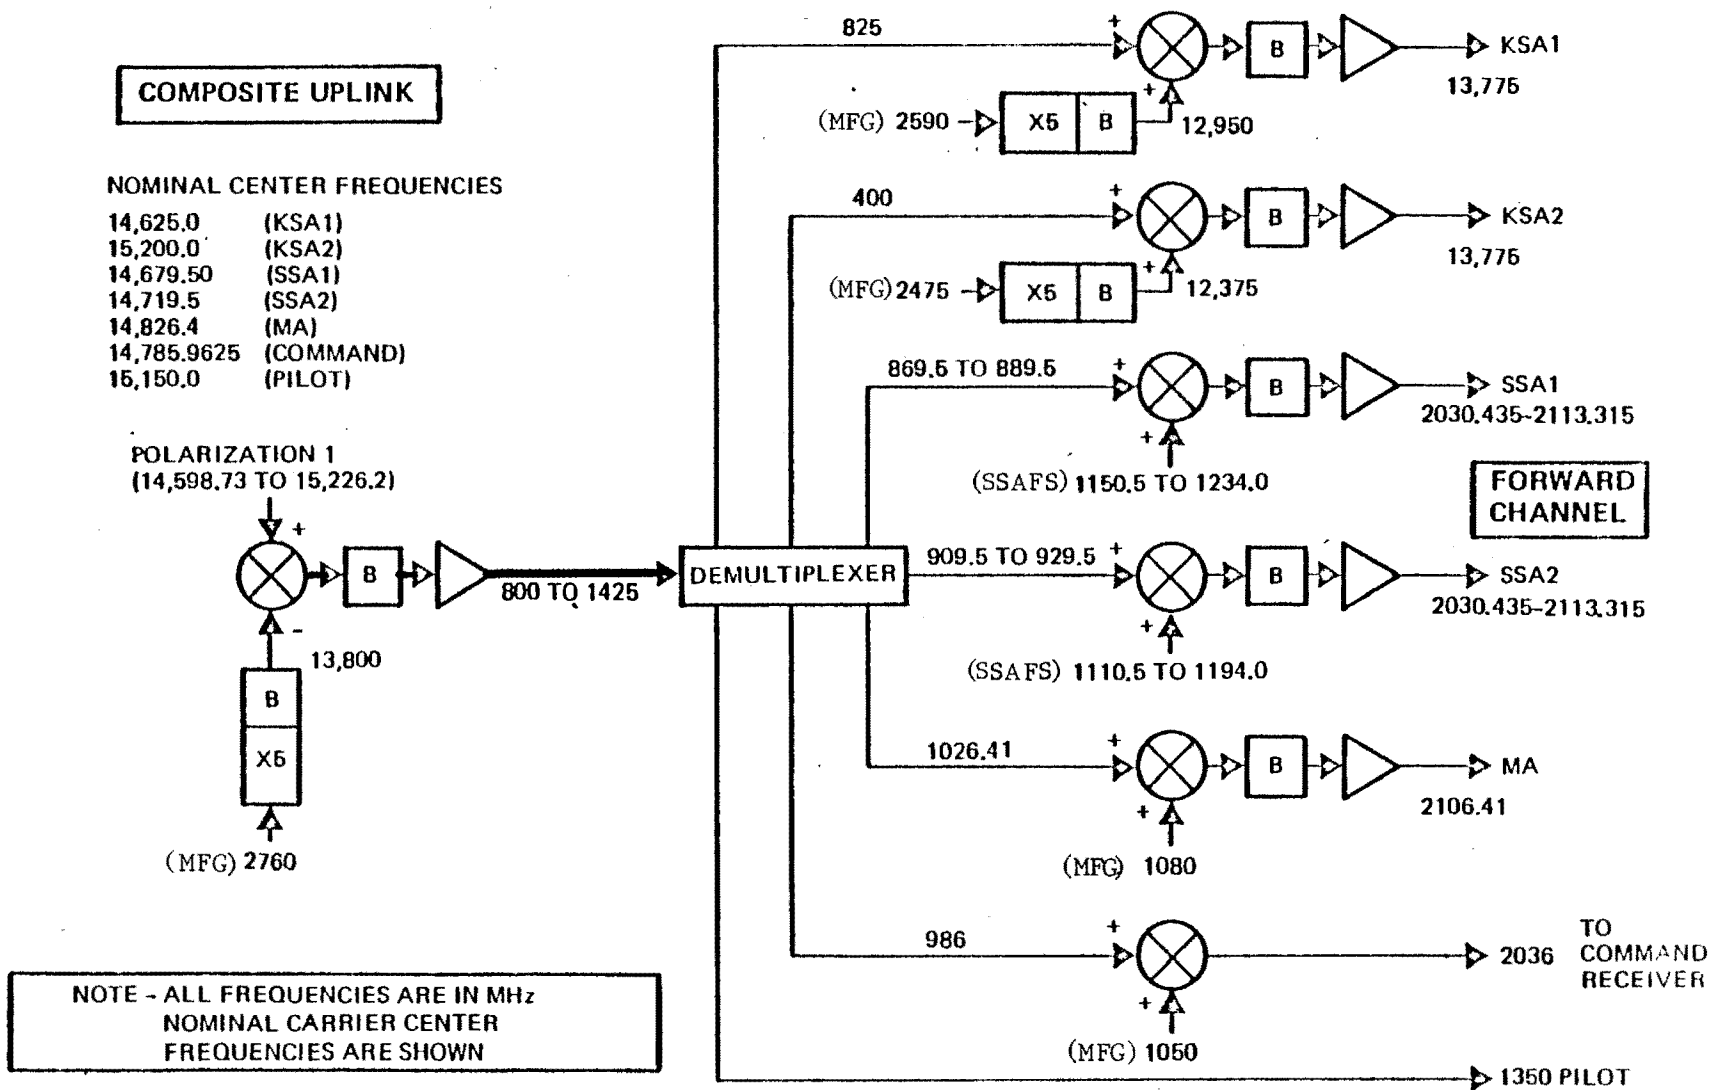 COMPOSITE UPLINK
NOMINAL CENTER FREQUENCIES
14,625.0 (KSA1)
15,200.0 (KSA2)
14,679.50 (SSA1)
14,719.5 (SSA2)
14,826.4 (MA)
14,785.9625 (COMMAND)
15,150.0 (PILOT)
POLARIZATION 1
(14,598.73 TO 15,226.2)
+
B
800 TO 1425
-
13,800
B
X5
(MFG) 2760
NOTE - ALL FREQUENCIES ARE IN MHz
NOMINAL CARRIER CENTER
FREQUENCIES ARE SHOWN
DEMULTIPLEXER
825
+
B
KSA1
13,775
(MFG) 2590
X5
B
+
12,950
400
+
B
KSA2
13,775
(MFG) 2475
X5
B
+
12,375
869.5 TO 889.5
+
B
SSA1
2030.435-2113.315
+
(SSAFS) 1150.5 TO 1234.0
FORWARD
CHANNEL
909.5 TO 929.5
+
B
SSA2
2030.435-2113.315
+
(SSAFS) 1110.5 TO 1194.0
1026.41
+
B
MA
2106.41
+
(MFG) 1080
986
+
2036
TO
COMMAND
RECEIVER
+
(MFG) 1050
1350 PILOT